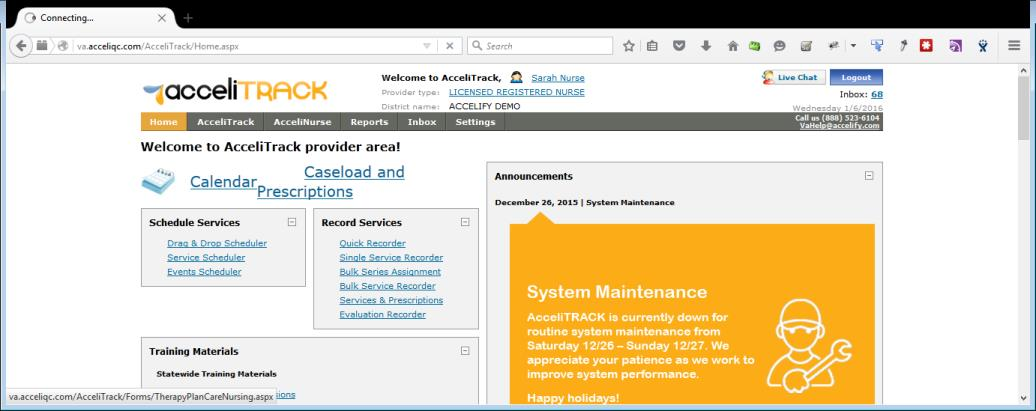 Connecting...
va.acceliqc.com/AcceliTrack/Home.aspx
Search
acceliTRACK
Welcome to AcceliTrack, Sarah Nurse
Provider type: LICENSED REGISTERED NURSE
District name: ACCELIFY DEMO
Live Chat
Logout
Inbox: 68
Wednesday 1/6/2016
Home AcceliTrack AcceliNurse Reports Inbox Settings
Call us (888) 523-6104
VaHelp@accelify.com
Welcome to AcceliTrack provider area!
Calendar
Caseload and
Prescriptions
Schedule Services
Drag & Drop Scheduler
Service Scheduler
Events Scheduler
Record Services
Quick Recorder
Single Service Recorder
Bulk Series Assignment
Bulk Service Recorder
Services & Prescriptions
Evaluation Recorder
Training Materials
Statewide Training Materials
ions
va.acceliqc.com/AcceliTrack/Forms/TherapyPlanCareNursing.aspx
Announcements
December 26, 2015 | System Maintenance
System Maintenance
AcceliTRACK is currently down for
routine system maintenance from
Saturday 12/26 – Sunday 12/27. We
appreciate your patience as we work to
improve system performance.
Happy holidays!